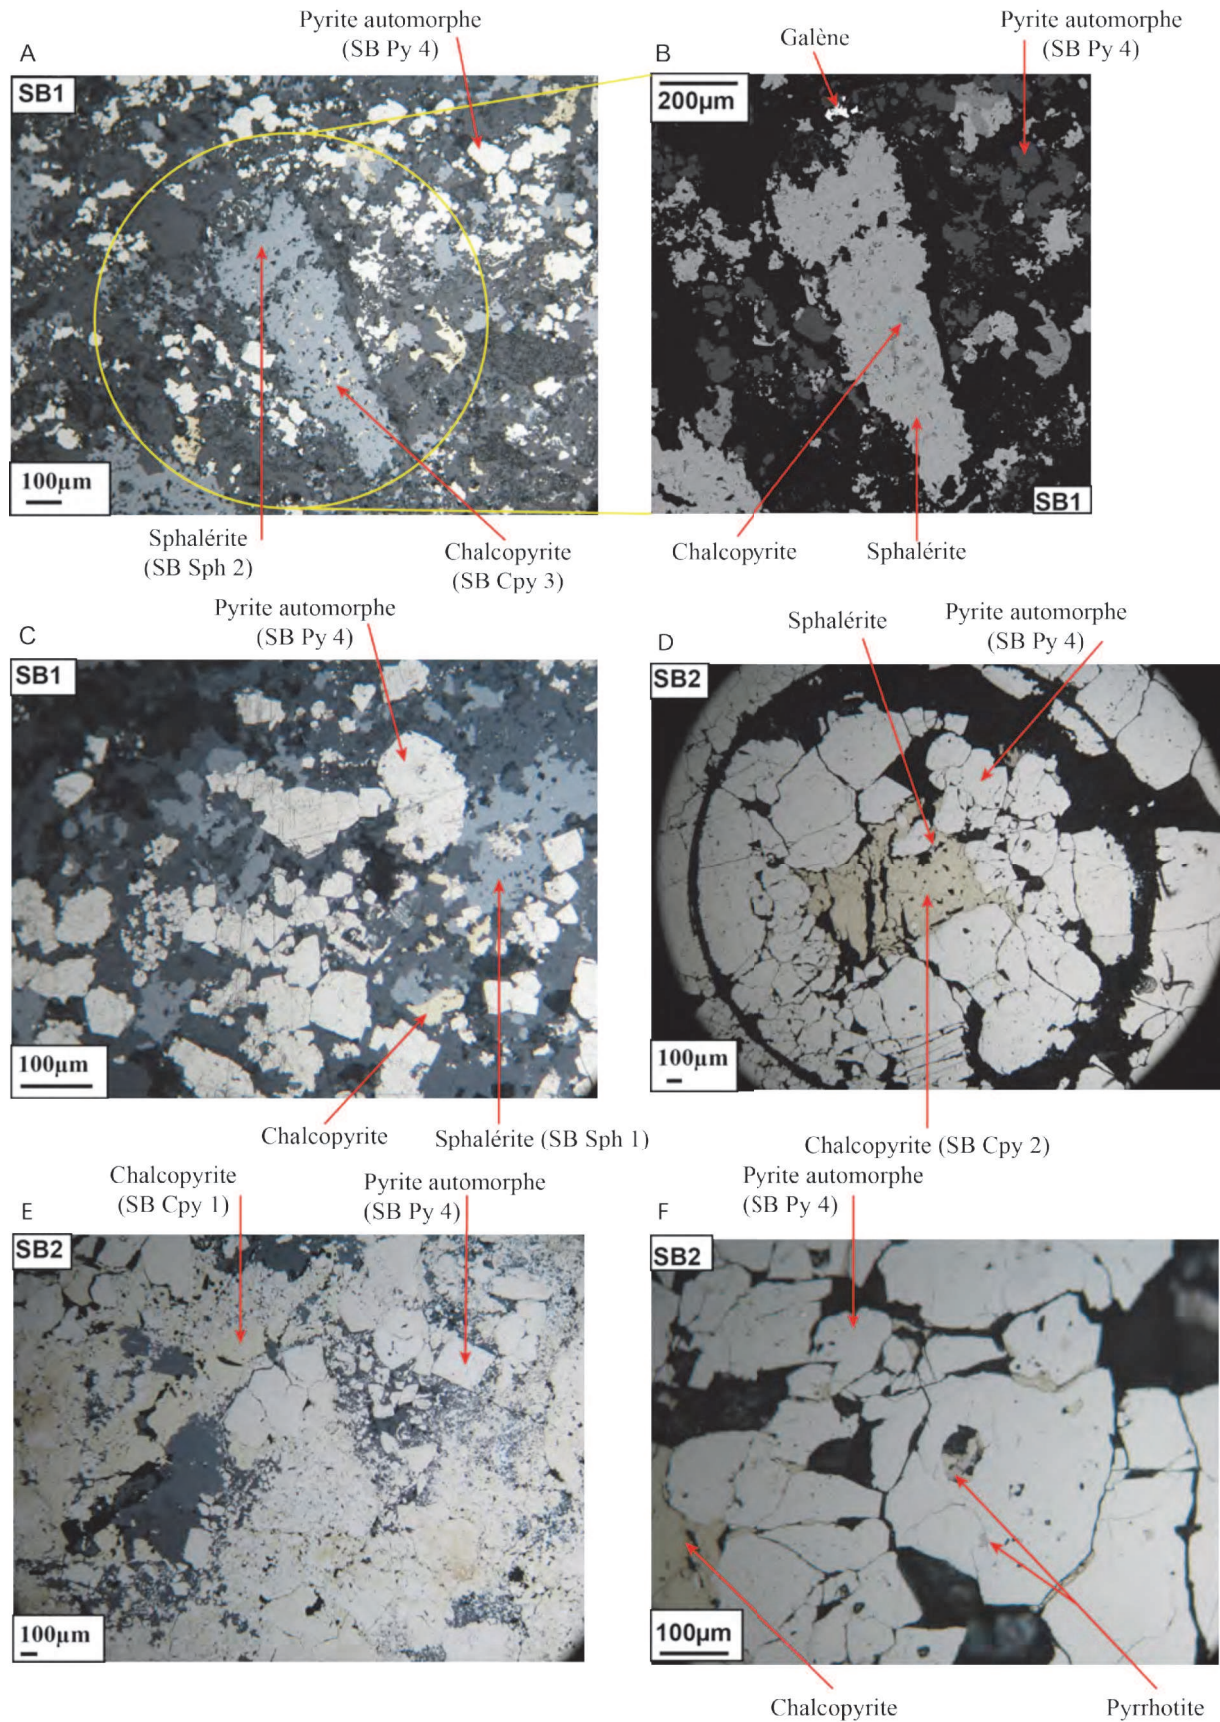 A
Pyrite automorphe
(SB Py 4)
SB1
100µm
Sphalérite
(SB Sph 2)
Chalcopyrite
(SB Cpy 3)
B
Galène
Pyrite automorphe
(SB Py 4)
200µm
SB1
Chalcopyrite
Sphalérite
C
Pyrite automorphe
(SB Py 4)
SB1
100µm
Chalcopyrite
Sphalérite (SB Sph 1)
D
Sphalérite
Pyrite automorphe
(SB Py 4)
SB2
100µm
Chalcopyrite (SB Cpy 2)
E
Chalcopyrite
(SB Cpy 1)
Pyrite automorphe
(SB Py 4)
SB2
100µm
F
Pyrite automorphe
(SB Py 4)
SB2
100µm
Chalcopyrite
Pyrrhotite